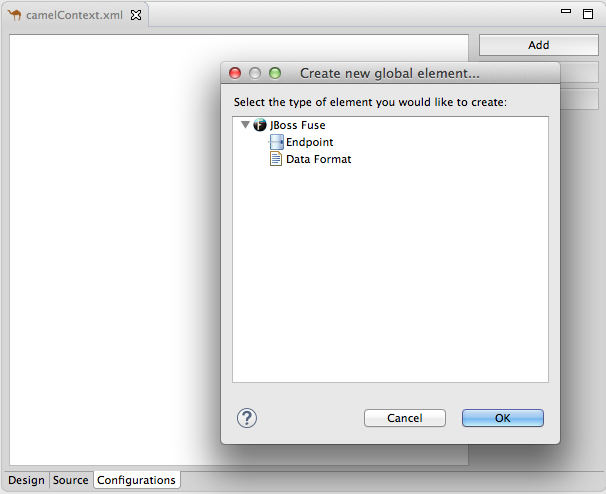 camelContext.xml
Add
Create new global element...
Select the type of element you would like to create:
JBoss Fuse
Endpoint
Data Format
?
Cancel
OK
Design
Source
Configurations